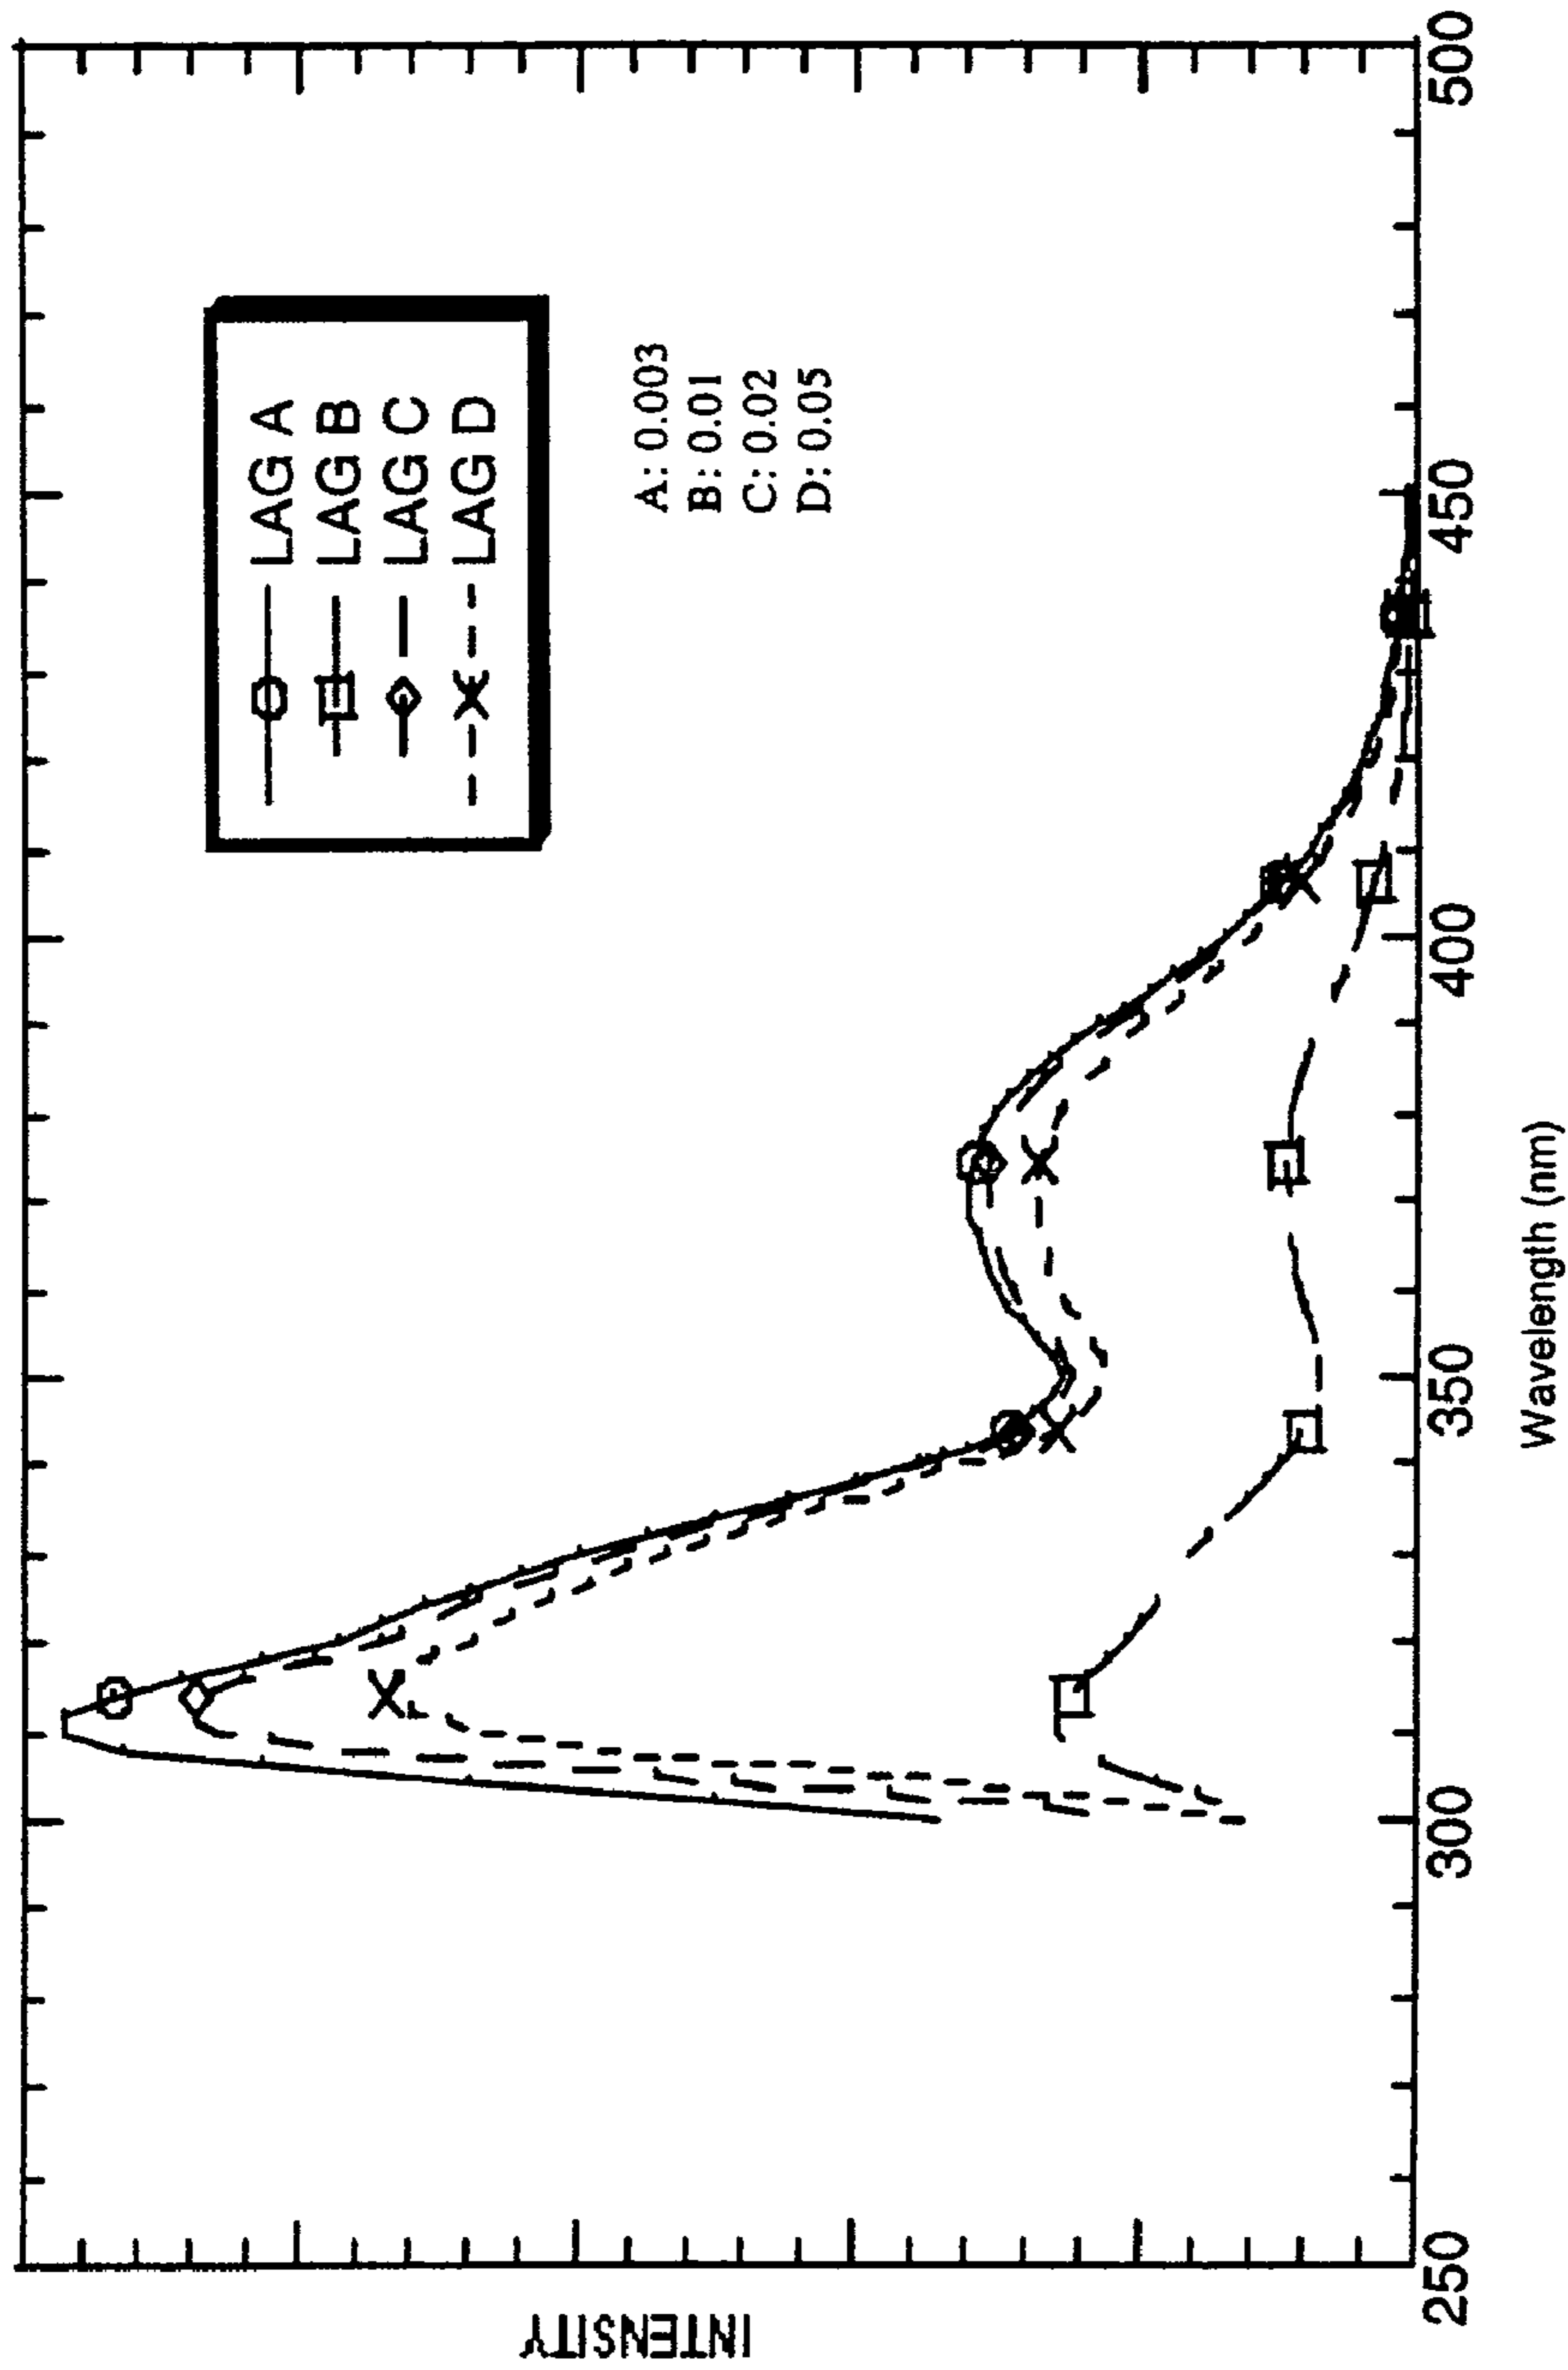 INTENSITY
LAG A
LAG B
LAG C
LAG D
A: 0.003
B: 0.01
C: 0.02
D: 0.05
250
300
350
400
450
500
Wavelength (nm)